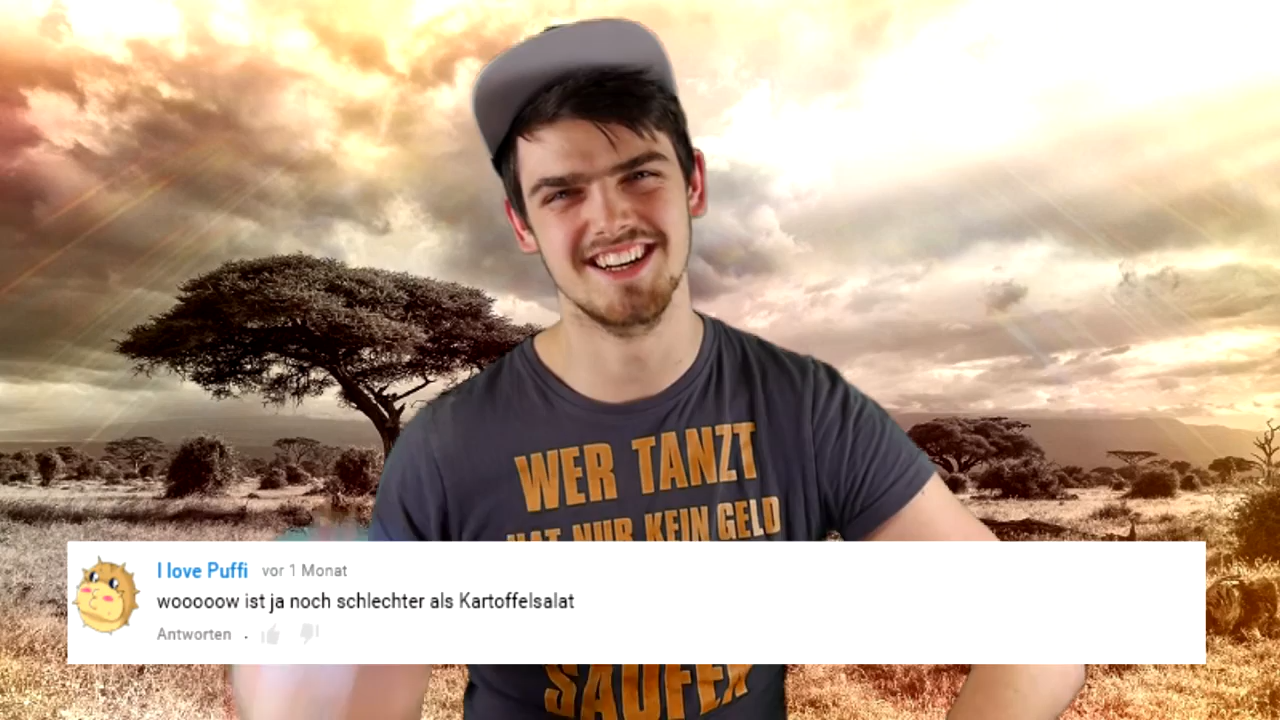 WER TANZT
HAT NUR KEIN GELD
I love Puffi vor 1 Monat
wooooow ist ja noch schlechter als Kartoffelsalat
Antworten
SAUFEN